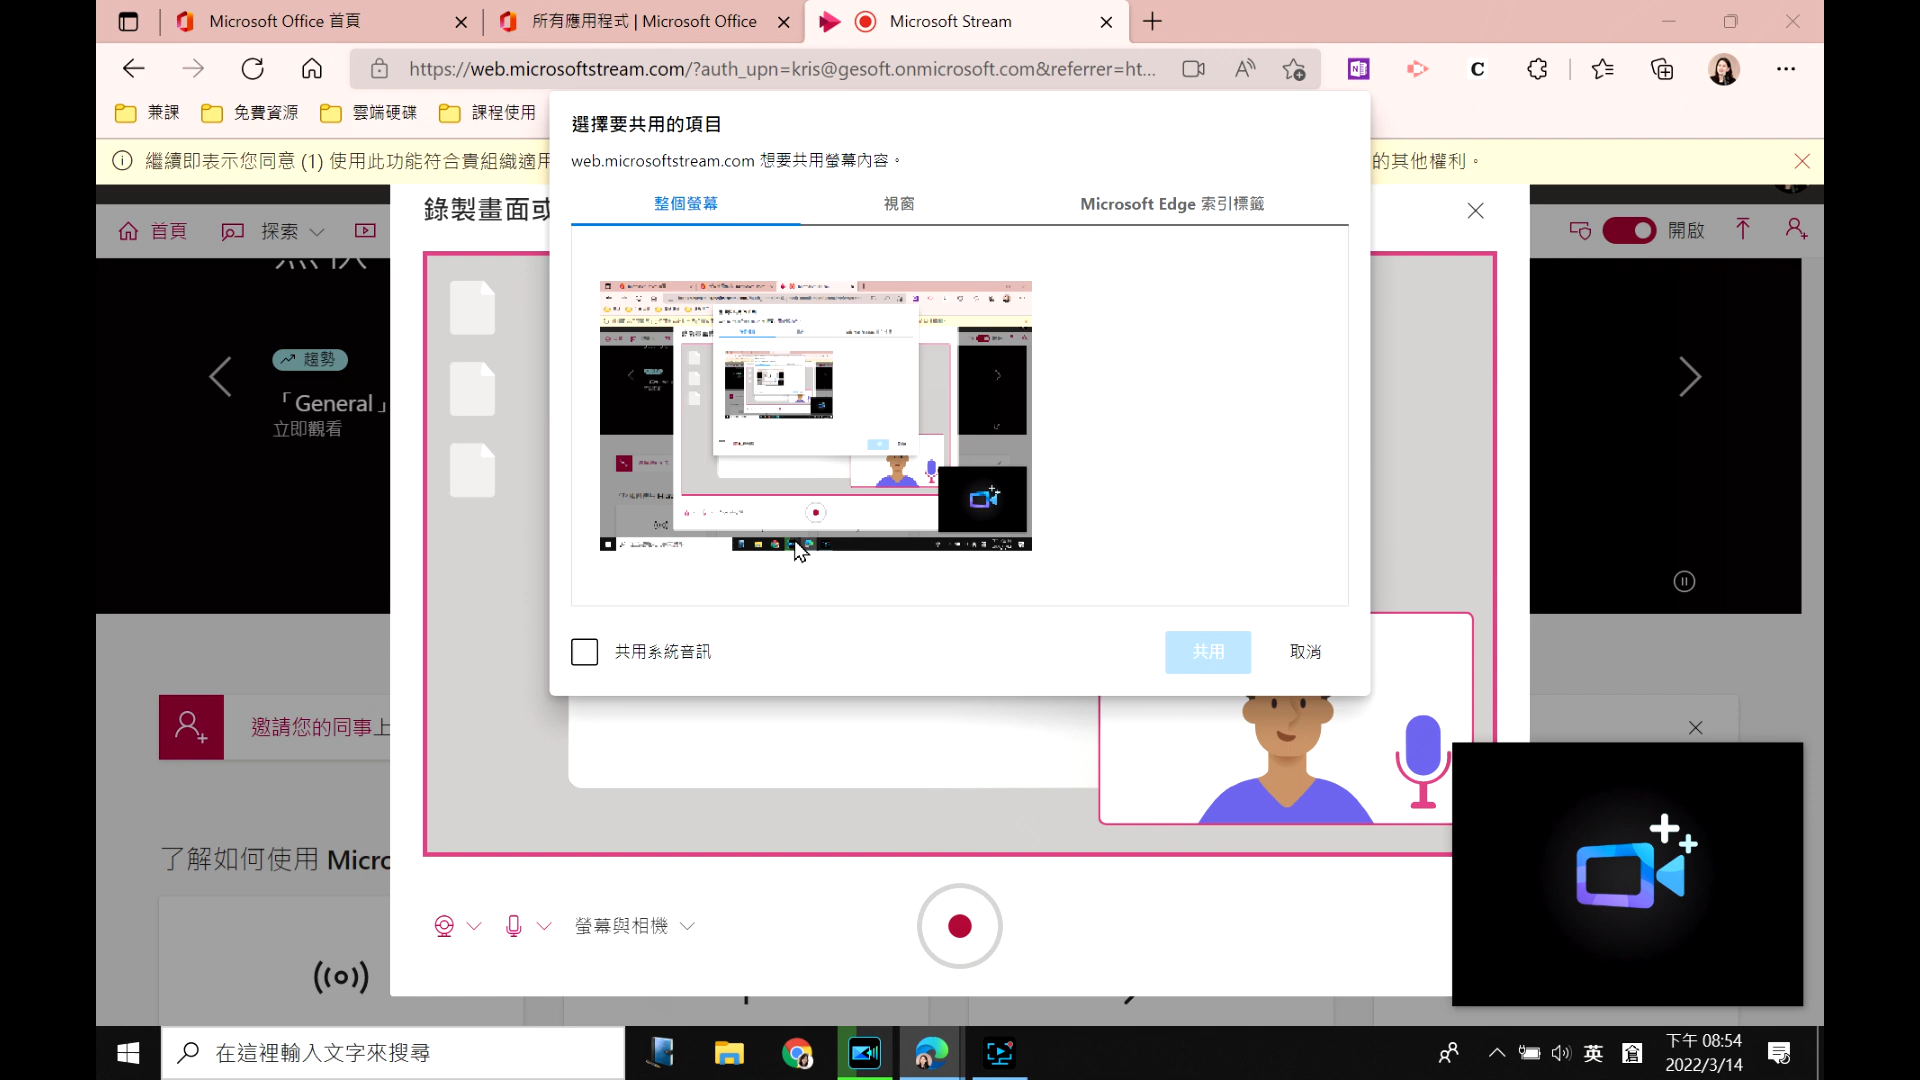 Microsoft Office 首頁
所有應用程式 | Microsoft Office
Microsoft Stream
https://web.microsoftstream.com/?auth_upn=kris@gesoft.onmicrosoft.com&referrer=ht...
兼課
免費資源
雲端硬碟
課程使用
選擇要共用的項目
web.microsoftstream.com 想要共用螢幕內容。
繼續即表示您同意 (1) 使用此功能符合貴組織適用
的其他權利。
整個螢幕
視窗
Microsoft Edge 索引標籤
錄製畫面或
首頁
探索
開啟
趨勢
「General」
立即觀看
共用系統音訊
共用
取消
邀請您的同事上
了解如何使用 Micro
螢幕與相機
在這裡輸入文字來搜尋
英
倉
下午 08:54
2022/3/14